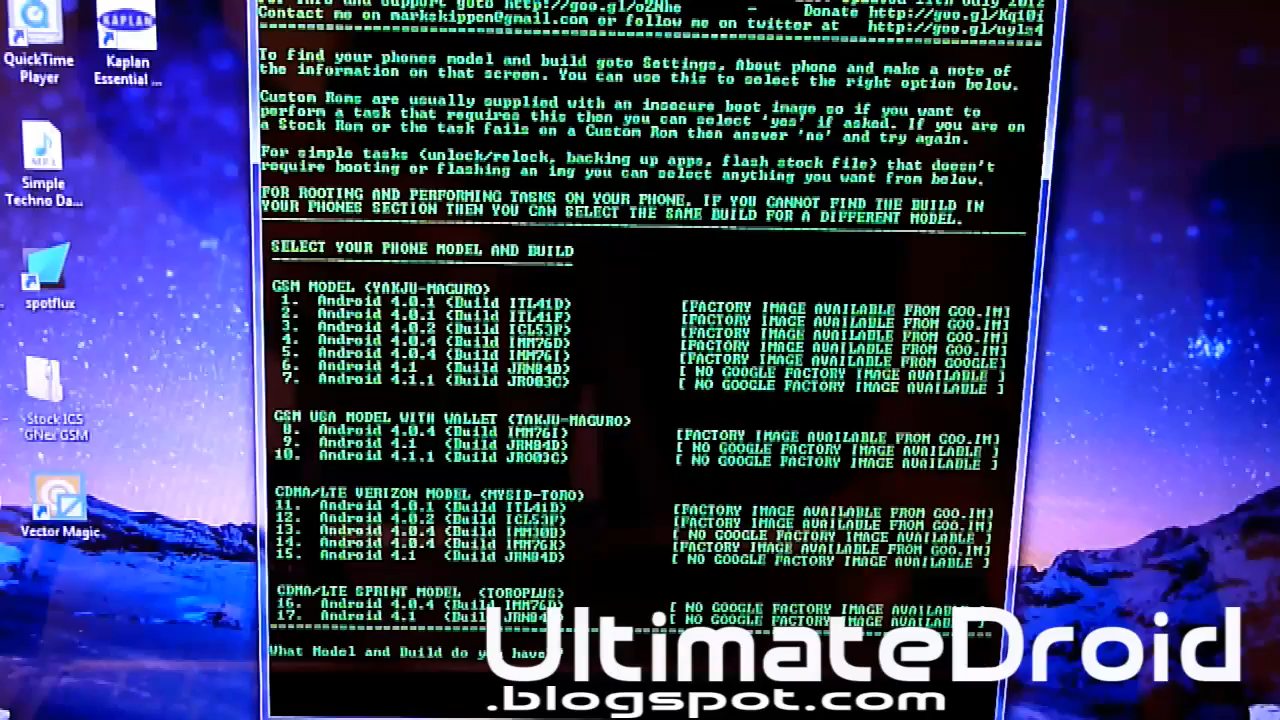 For info and support goto http://goo.gl/oZNhe - Donate http://goo.gl/Kqi0i
Contact me on markskippen@gmail.com or follow me on twitter at http://goo.gl/uyls4
To find your phones model and build goto Settings, About phone and make a note of
the information on that screen. You can use this to select the right option below.
Custom Roms are usually supplied with an insecure boot image so if you want to
perform a task that requires this then you can select 'yes' if asked. If you are on
a Stock Rom or the task fails on a Custom Rom then answer 'no' and try again.
For simple tasks (unlock/relock, backing up apps, flash stock file) that doesn't
require booting or flashing an img you can select anything you want from below.
FOR ROOTING AND PERFORMING TASKS ON YOUR PHONE. IF YOU CANNOT FIND THE BUILD IN
YOUR PHONES SECTION THEN YOU CAN SELECT THE SAME BUILD FOR A DIFFERENT MODEL.
SELECT YOUR PHONE MODEL AND BUILD
GSM MODEL (YAKJU-MAGURO)
1. Android 4.0.1 (Build ITL41D) [FACTORY IMAGE AVAILABLE FROM GOO.IM]
2. Android 4.0.1 (Build ITL41F) [FACTORY IMAGE AVAILABLE FROM GOO.IM]
3. Android 4.0.2 (Build ICL53F) [FACTORY IMAGE AVAILABLE FROM GOO.IM]
4. Android 4.0.4 (Build IMM76D) [FACTORY IMAGE AVAILABLE FROM GOO.IM]
5. Android 4.0.4 (Build IMM76I) [FACTORY IMAGE AVAILABLE FROM GOOGLE]
6. Android 4.1 (Build JRN84D) [ NO GOOGLE FACTORY IMAGE AVAILABLE ]
7. Android 4.1.1 (Build JRO03C) [ NO GOOGLE FACTORY IMAGE AVAILABLE ]
GSM USA MODEL WITH WALLET (TAKJU-MAGURO)
8. Android 4.0.4 (Build IMM76I) [FACTORY IMAGE AVAILABLE FROM GOO.IM]
9. Android 4.1 (Build JRN84D) [ NO GOOGLE FACTORY IMAGE AVAILABLE ]
10. Android 4.1.1 (Build JRO03C) [ NO GOOGLE FACTORY IMAGE AVAILABLE ]
CDMA/LTE VERIZON MODEL (MYSID-TORO)
11. Android 4.0.1 (Build ITL41D) [FACTORY IMAGE AVAILABLE FROM GOO.IM]
12. Android 4.0.2 (Build ICL53F) [FACTORY IMAGE AVAILABLE FROM GOO.IM]
13. Android 4.0.4 (Build IMM30D) [ NO GOOGLE FACTORY IMAGE AVAILABLE ]
14. Android 4.0.4 (Build IMM76K) [FACTORY IMAGE AVAILABLE FROM GOO.IM]
15. Android 4.1 (Build JRN84D) [ NO GOOGLE FACTORY IMAGE AVAILABLE ]
CDMA/LTE SPRINT MODEL (TOROPLUS)
16. Android 4.0.4 (Build IMM76D) [ NO GOOGLE FACTORY IMAGE AVAILABLE ]
17. Android 4.1 (Build JRN84D) [ NO GOOGLE FACTORY IMAGE AVAILABLE ]
What Model and Build do you have?
QuickTime
Player
KAPLAN
Kaplan
Essential ...
MP3
Simple
Techno Da...
spotflux
Stock ICS
GNex GSM
Vector Magic
UltimateDroid
.blogspot.com